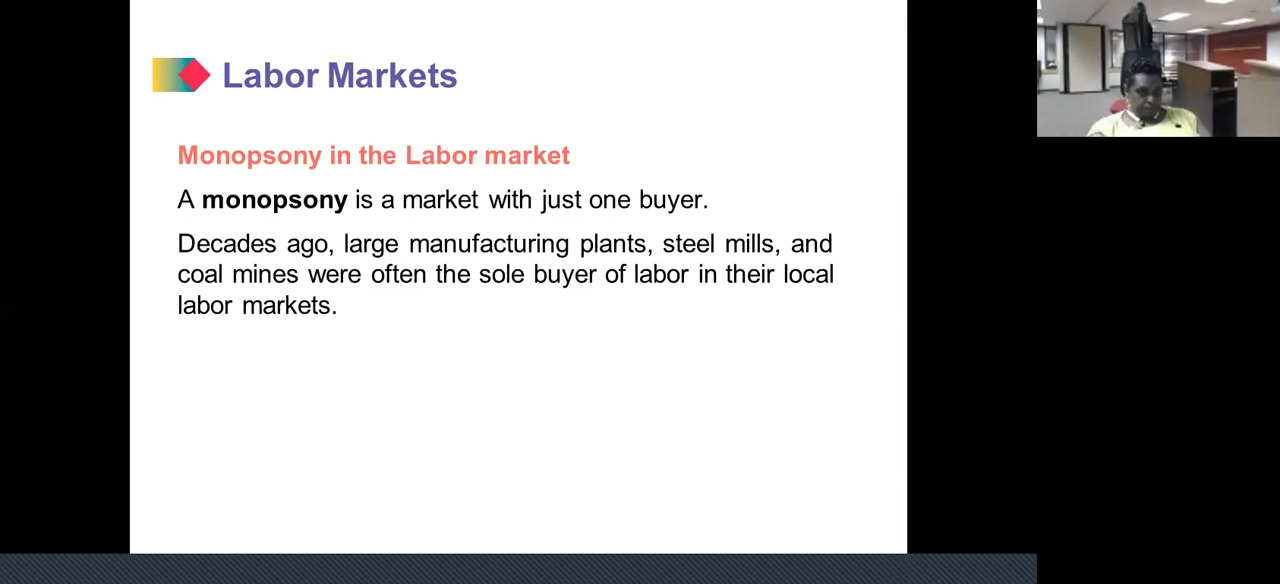 Labor Markets
Monopsony in the Labor market
A monopsony is a market with just one buyer.
Decades ago, large manufacturing plants, steel mills, and
coal mines were often the sole buyer of labor in their local
labor markets.